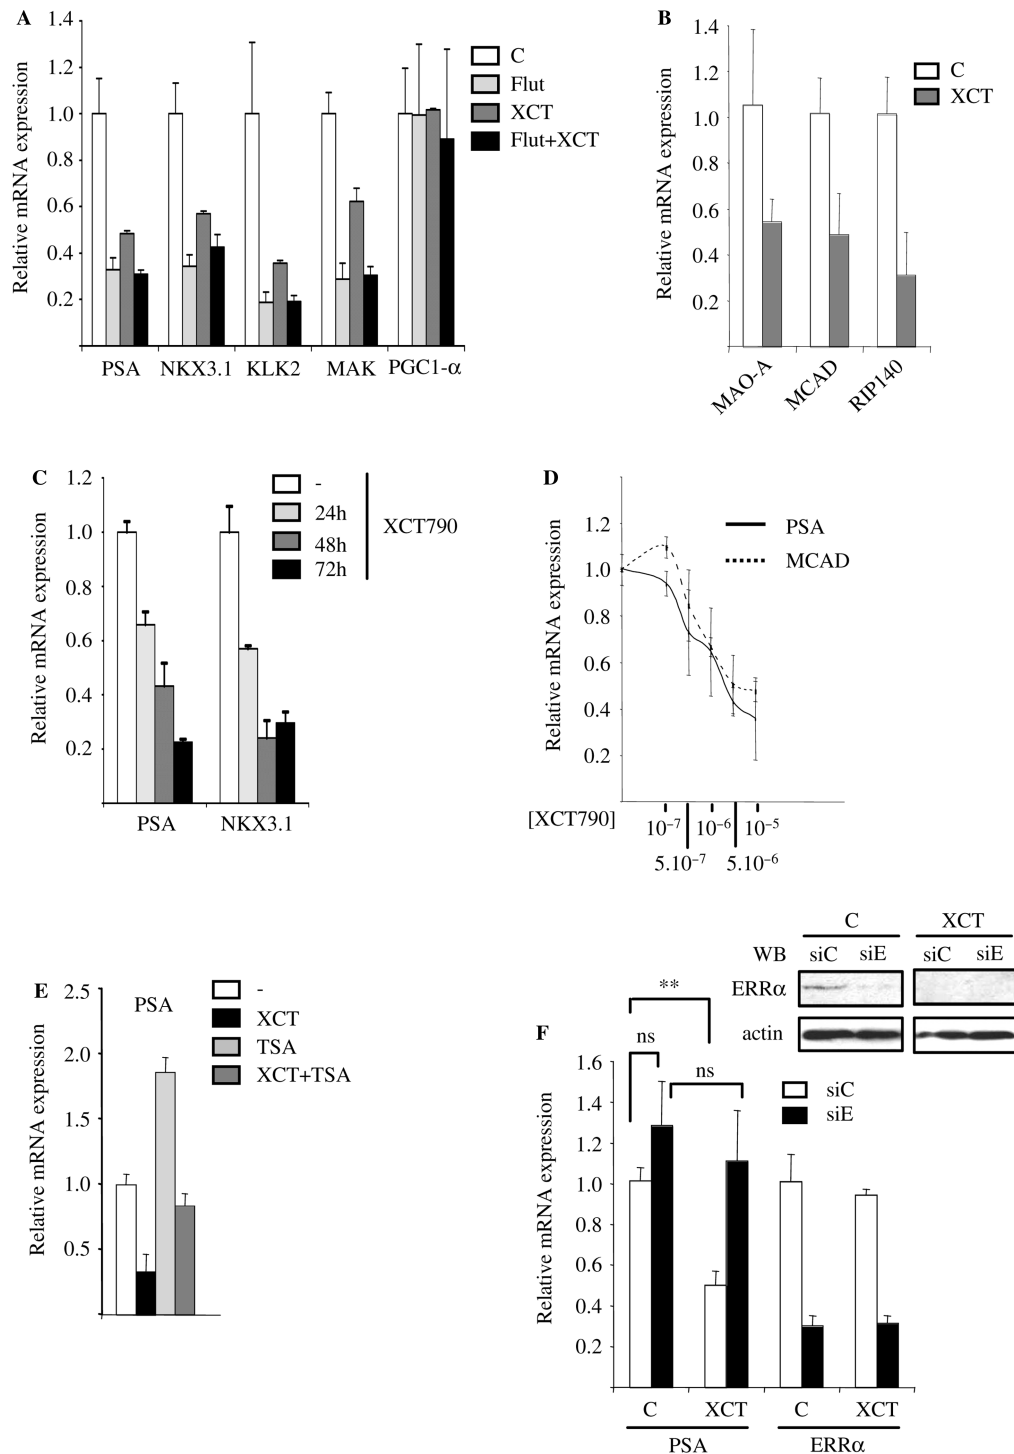 A
Relative mRNA expression
1.4
1.2
1.0
0.8
0.6
0.4
0.2
C
Flut
XCT
Flut+XCT
PSA NKX3.1 KLK2 MAK PGC1-α
B
Relative mRNA expression
1.4
1.2
1.0
0.8
0.6
0.4
0.2
C
XCT
MAO-A MCAD RIP140
C
Relative mRNA expression
1.2
1.0
0.8
0.6
0.4
0.2
-
24h
48h
72h
XCT790
PSA NKX3.1
D
Relative mRNA expression
1.2
1.0
0.8
0.6
0.4
0.2
PSA
MCAD
[XCT790]
10⁻⁷ 10⁻⁶ 10⁻⁵
5.10⁻⁷ 5.10⁻⁶
E
Relative mRNA expression
2.5
2.0
1.5
1.0
0.5
PSA
-
XCT
TSA
XCT+TSA
C XCT
WB siC siE siC siE
ERRα
actin
F
Relative mRNA expression
1.6
1.4
1.2
1.0
0.8
0.6
0.4
0.2
**
ns
ns
siC
siE
C XCT C XCT
PSA ERRα